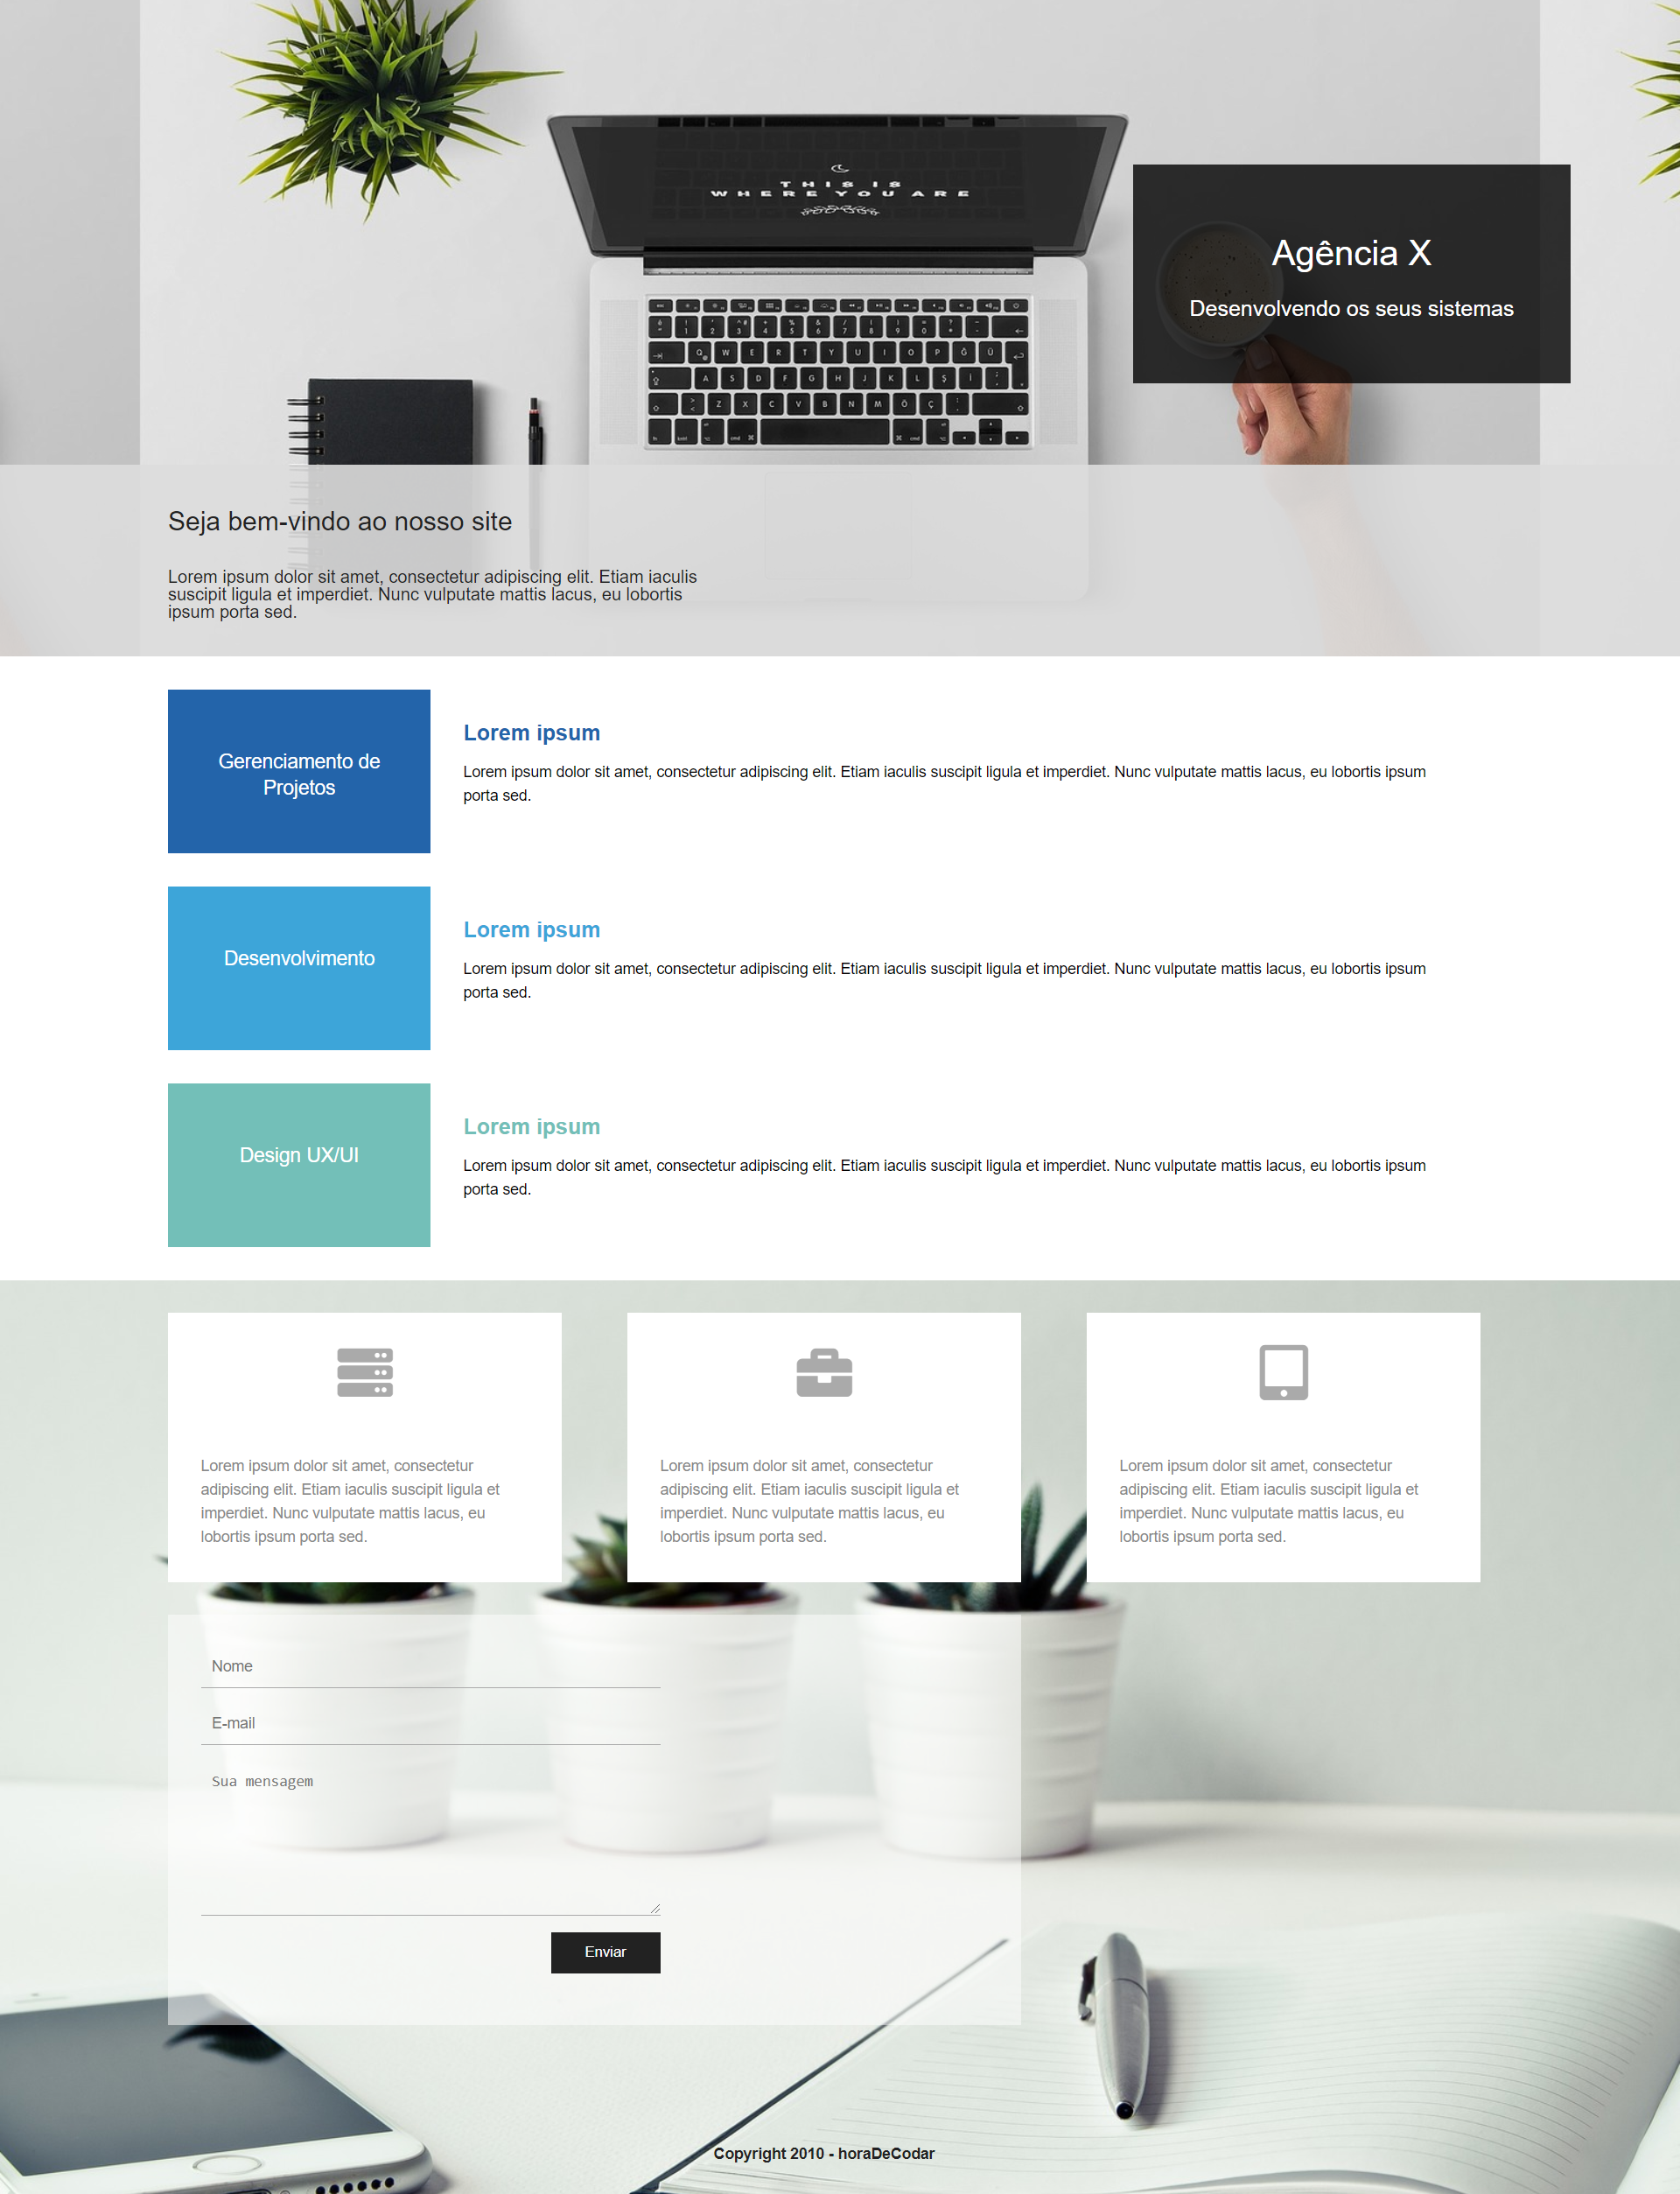 THIS IS
WHERE YOU ARE
Agência X
Desenvolvendo os seus sistemas
Seja bem-vindo ao nosso site
Lorem ipsum dolor sit amet, consectetur adipiscing elit. Etiam iaculis
suscipit ligula et imperdiet. Nunc vulputate mattis lacus, eu lobortis
ipsum porta sed.
Gerenciamento de
Projetos
Lorem ipsum
Lorem ipsum dolor sit amet, consectetur adipiscing elit. Etiam iaculis suscipit ligula et imperdiet. Nunc vulputate mattis lacus, eu lobortis ipsum
porta sed.
Desenvolvimento
Lorem ipsum
Lorem ipsum dolor sit amet, consectetur adipiscing elit. Etiam iaculis suscipit ligula et imperdiet. Nunc vulputate mattis lacus, eu lobortis ipsum
porta sed.
Design UX/UI
Lorem ipsum
Lorem ipsum dolor sit amet, consectetur adipiscing elit. Etiam iaculis suscipit ligula et imperdiet. Nunc vulputate mattis lacus, eu lobortis ipsum
porta sed.
Lorem ipsum dolor sit amet, consectetur
adipiscing elit. Etiam iaculis suscipit ligula et
imperdiet. Nunc vulputate mattis lacus, eu
lobortis ipsum porta sed.
Lorem ipsum dolor sit amet, consectetur
adipiscing elit. Etiam iaculis suscipit ligula et
imperdiet. Nunc vulputate mattis lacus, eu
lobortis ipsum porta sed.
Lorem ipsum dolor sit amet, consectetur
adipiscing elit. Etiam iaculis suscipit ligula et
imperdiet. Nunc vulputate mattis lacus, eu
lobortis ipsum porta sed.
Nome
E-mail
Sua mensagem
Enviar
Copyright 2010 - horaDeCodar